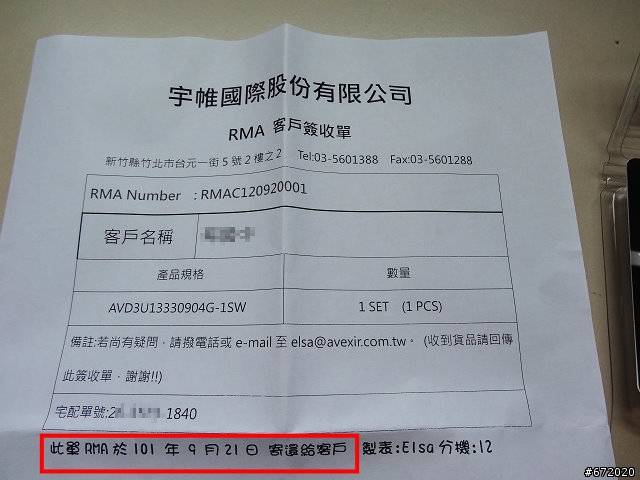 宇帷國際股份有限公司
RMA 客戶簽收單
新竹縣竹北市台元一街5號2樓之2 Tel:03-5601388 Fax:03-5601288
RMA Number : RMAC120920001
客戶名稱
產品規格 數量
AVD3U13330904G-1SW 1 SET (1 PCS)
備註:若尚有疑問，請撥電話或 e-mail 至 elsa@avexir.com.tw。 (收到貨品請回傳
此簽收單，謝謝!!)
宅配單號:2 1840
此單 RMA 於 101 年 9 月 21 日 寄還給客戶 製表:Elsa 分機:12
#672020